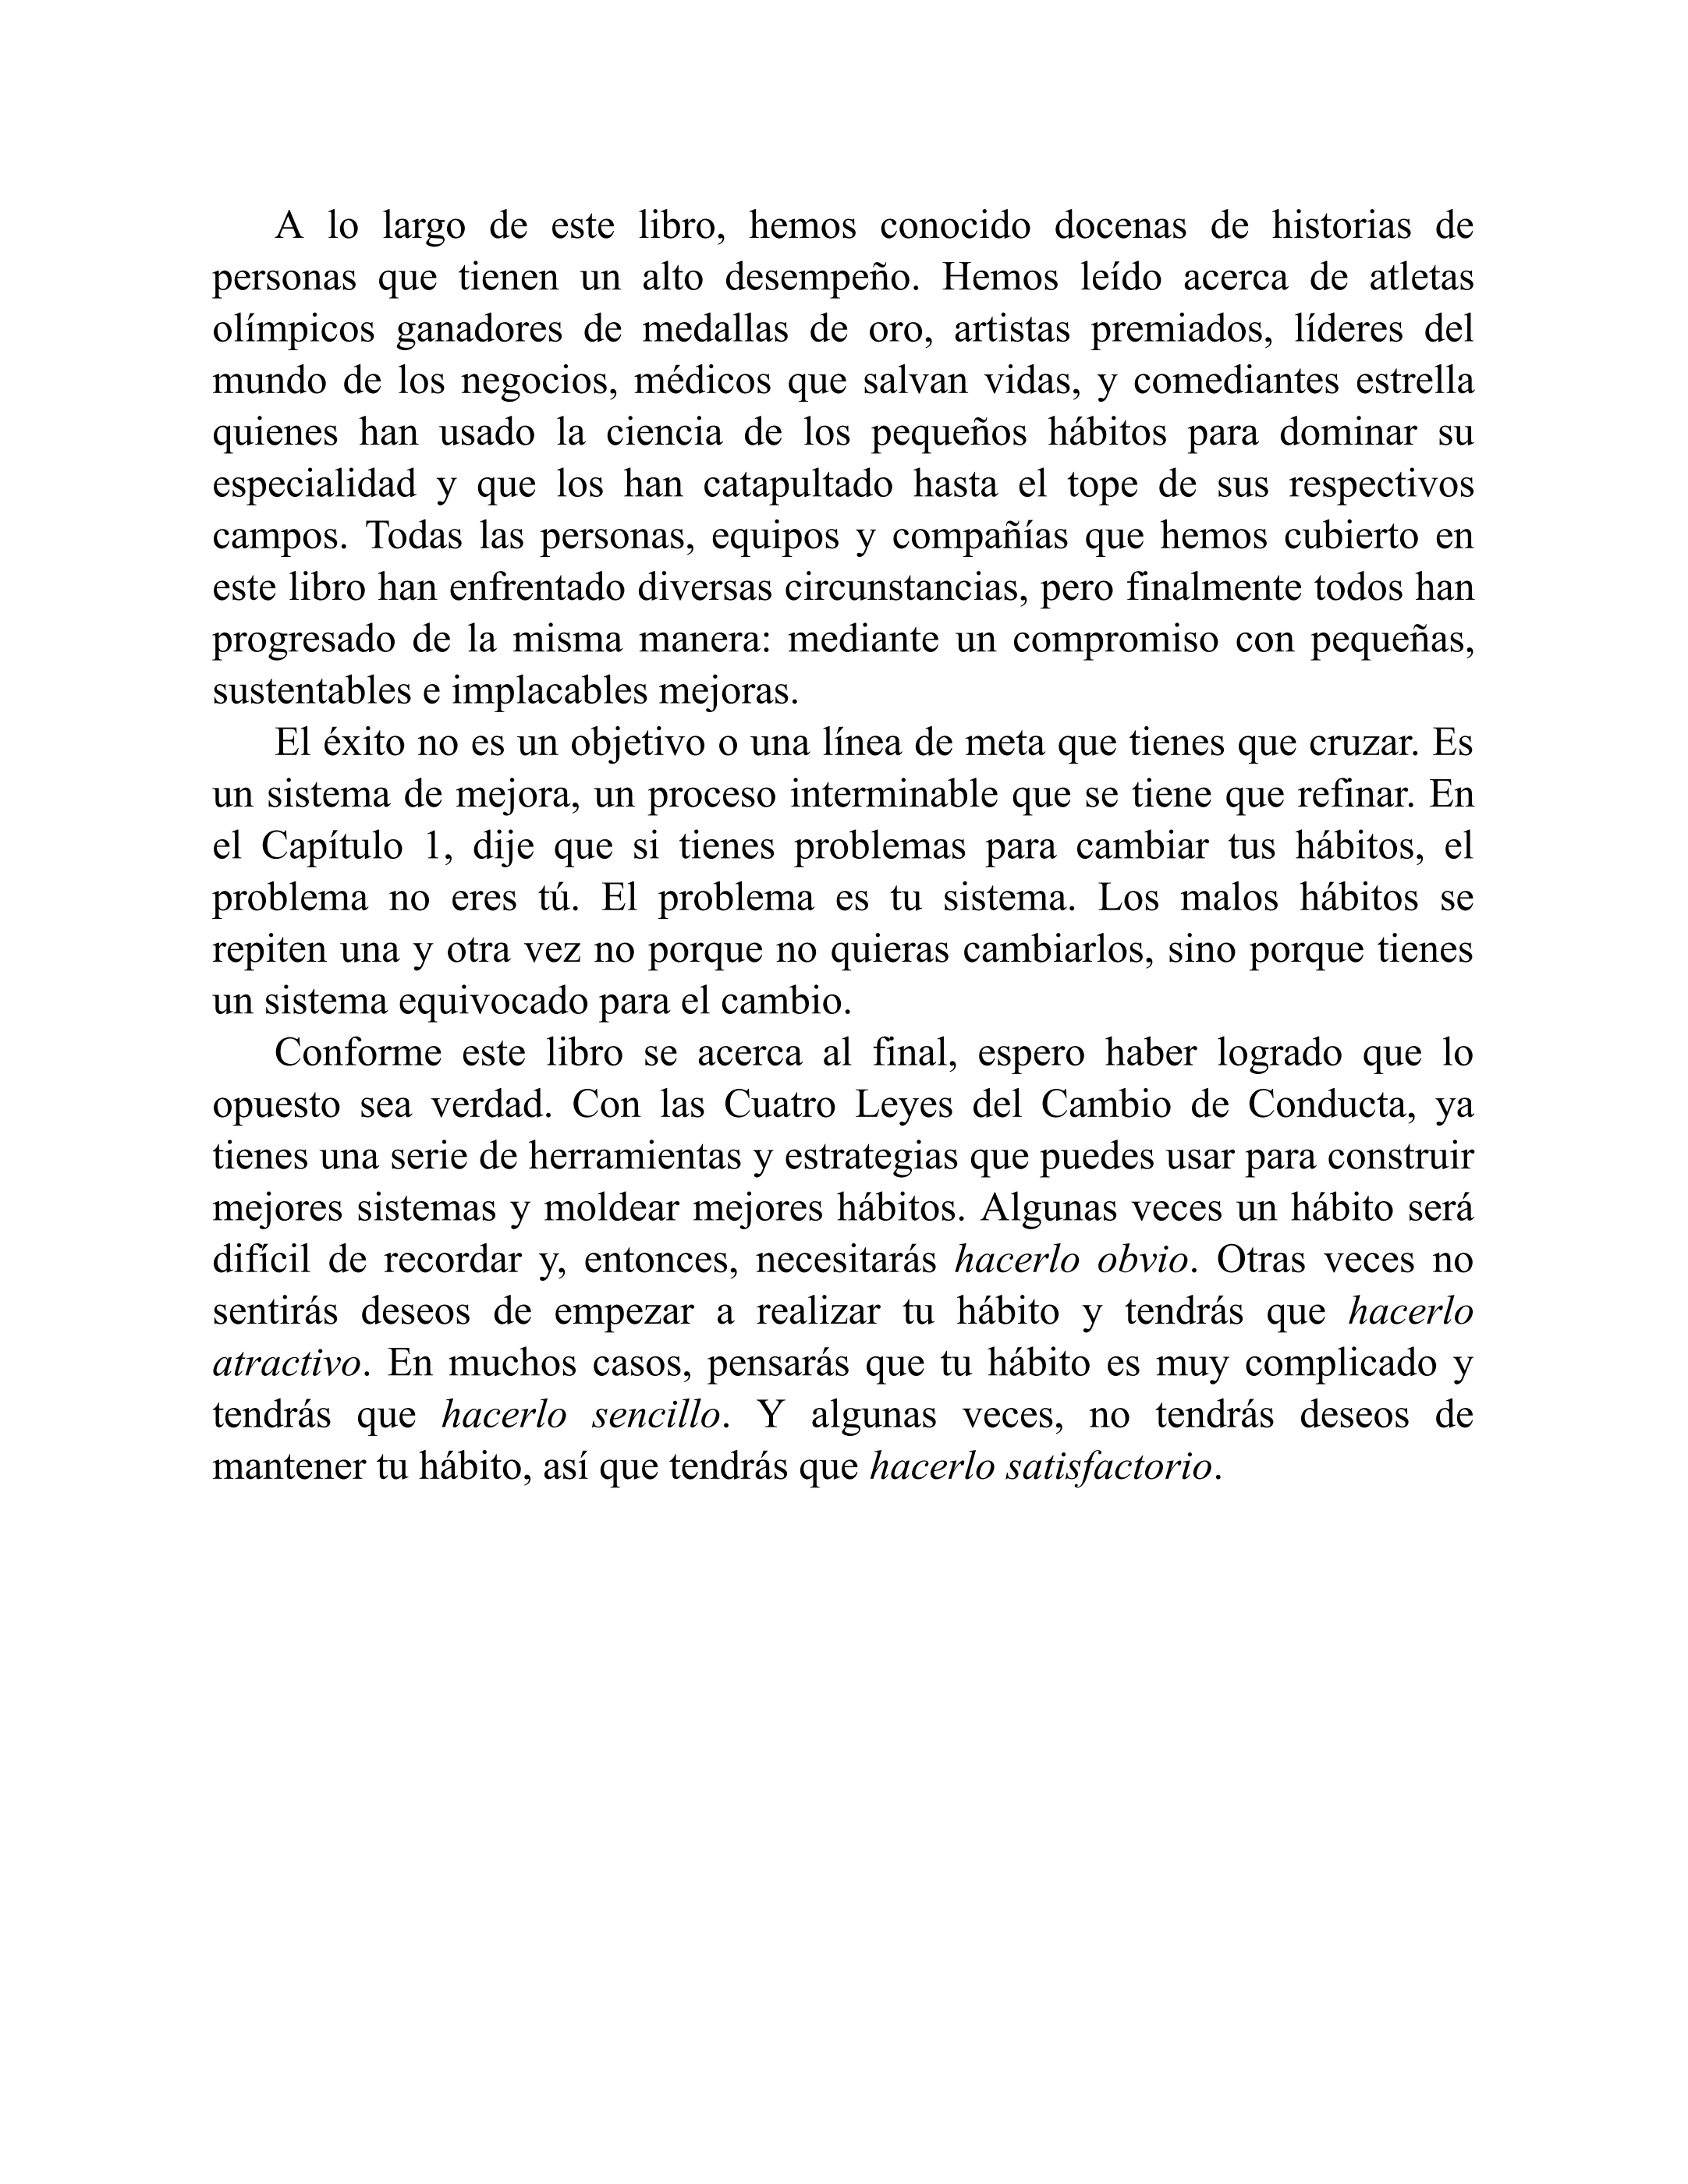 A lo largo de este libro, hemos conocido docenas de historias de
personas que tienen un alto desempeño. Hemos leído acerca de atletas
olímpicos ganadores de medallas de oro, artistas premiados, líderes del
mundo de los negocios, médicos que salvan vidas, y comediantes estrella
quienes han usado la ciencia de los pequeños hábitos para dominar su
especialidad y que los han catapultado hasta el tope de sus respectivos
campos. Todas las personas, equipos y compañías que hemos cubierto en
este libro han enfrentado diversas circunstancias, pero finalmente todos han
progresado de la misma manera: mediante un compromiso con pequeñas,
sustentables e implacables mejoras.
El éxito no es un objetivo o una línea de meta que tienes que cruzar. Es
un sistema de mejora, un proceso interminable que se tiene que refinar. En
el Capítulo 1, dije que si tienes problemas para cambiar tus hábitos, el
problema no eres tú. El problema es tu sistema. Los malos hábitos se
repiten una y otra vez no porque no quieras cambiarlos, sino porque tienes
un sistema equivocado para el cambio.
Conforme este libro se acerca al final, espero haber logrado que lo
opuesto sea verdad. Con las Cuatro Leyes del Cambio de Conducta, ya
tienes una serie de herramientas y estrategias que puedes usar para construir
mejores sistemas y moldear mejores hábitos. Algunas veces un hábito será
difícil de recordar y, entonces, necesitarás hacerlo obvio. Otras veces no
sentirás deseos de empezar a realizar tu hábito y tendrás que hacerlo
atractivo. En muchos casos, pensarás que tu hábito es muy complicado y
tendrás que hacerlo sencillo. Y algunas veces, no tendrás deseos de
mantener tu hábito, así que tendrás que hacerlo satisfactorio.